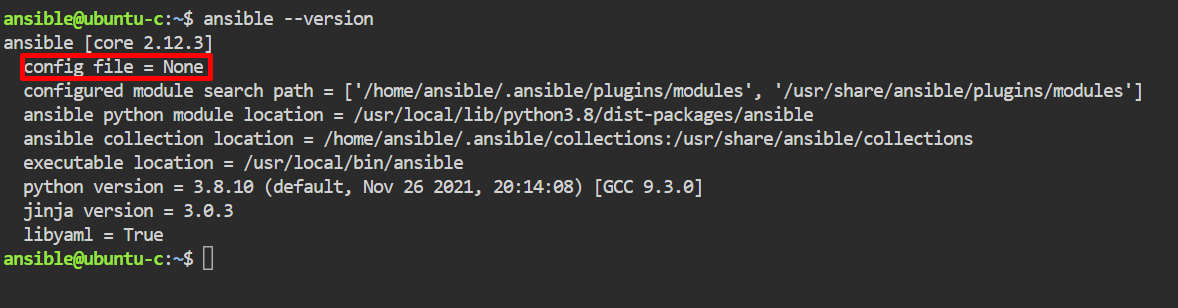 ansible@ubuntu-c:~$ ansible --version
ansible [core 2.12.3]
config file = None
configured module search path = ['/home/ansible/.ansible/plugins/modules', '/usr/share/ansible/plugins/modules']
ansible python module location = /usr/local/lib/python3.8/dist-packages/ansible
ansible collection location = /home/ansible/.ansible/collections:/usr/share/ansible/collections
executable location = /usr/local/bin/ansible
python version = 3.8.10 (default, Nov 26 2021, 20:14:08) [GCC 9.3.0]
jinja version = 3.0.3
libyaml = True
ansible@ubuntu-c:~$